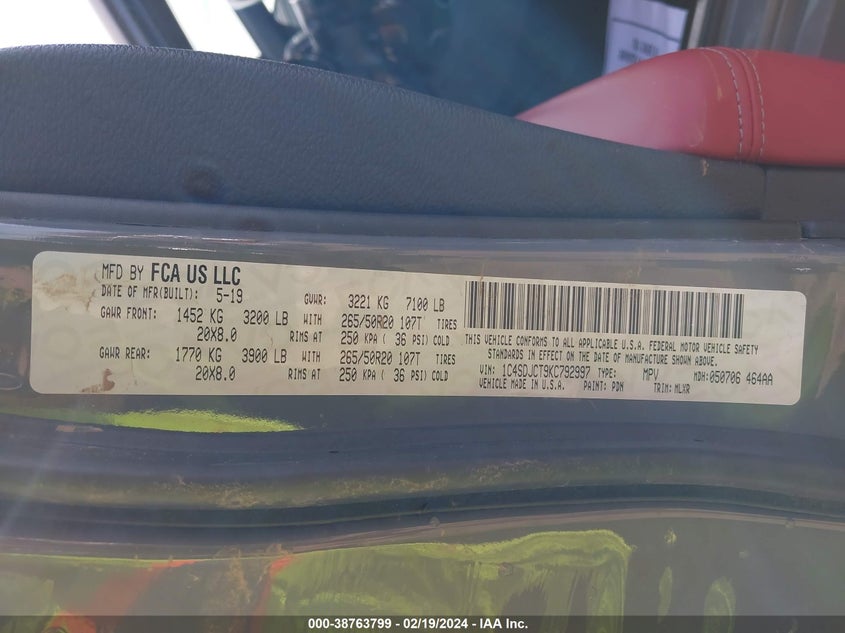 MFD BY FCA US LLC
DATE OF MFR(BUILT): 5-19 GVWR: 3221 KG 7100 LB
GAWR FRONT: 1452 KG 3200 LB WITH 265/50R20 107T TIRES
20X8.0 RIMS AT 250 KPA ( 36 PSI) COLD
GAWR REAR: 1770 KG 3900 LB WITH 265/50R20 107T TIRES
20X8.0 RIMS AT 250 KPA ( 36 PSI) COLD
THIS VEHICLE CONFORMS TO ALL APPLICABLE U.S.A. FEDERAL MOTOR VEHICLE SAFETY
STANDARDS IN EFFECT ON THE DATE OF MANUFACTURE SHOWN ABOVE.
VIN: 1C4SDJCT9KC792997 TYPE: MPV MDH: 050706 464AA
VEHICLE MADE IN U.S.A. PAINT: PDN TRIM: MLXR
000-38763799 - 02/19/2024 - IAA Inc.